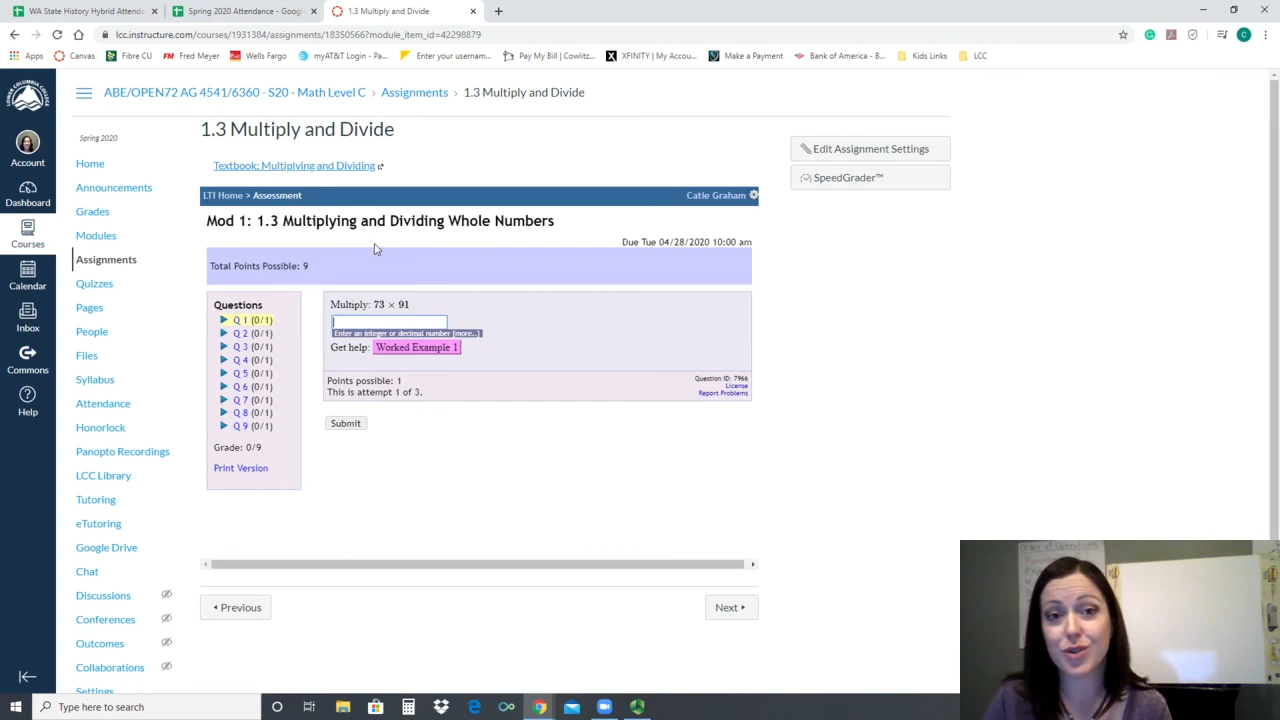 WA State History Hybrid Attenda
Spring 2020 Attendance - Google
1.3 Multiply and Divide
lcc.instructure.com/courses/1931384/assignments/18350566?module_item_id=42298879
Apps
Canvas
Fibre CU
Fred Meyer
Wells Fargo
myAT&T Login - Pa...
Enter your usernam...
Pay My Bill | Cowlitz...
XFINITY | My Accou...
Make a Payment
Bank of America - B...
Kids Links
LCC
LOWER COLUMBIA COLLEGE
Account
Dashboard
Courses
Calendar
Inbox
Commons
Help
ABE/OPEN72 AG 4541/6360 - S20 - Math Level C > Assignments > 1.3 Multiply and Divide
Spring 2020
Home
Announcements
Grades
Modules
Assignments
Quizzes
Pages
People
Files
Syllabus
Attendance
Honorlock
Panopto Recordings
LCC Library
Tutoring
eTutoring
Google Drive
Chat
Discussions
Conferences
Outcomes
Collaborations
Settings
1.3 Multiply and Divide
Textbook: Multiplying and Dividing
LTI Home > Assessment
Catie Graham
Mod 1: 1.3 Multiplying and Dividing Whole Numbers
Due Tue 04/28/2020 10:00 am
Total Points Possible: 9
Questions
Q 1 (0/1)
Q 2 (0/1)
Q 3 (0/1)
Q 4 (0/1)
Q 5 (0/1)
Q 6 (0/1)
Q 7 (0/1)
Q 8 (0/1)
Q 9 (0/1)
Grade: 0/9
Print Version
Multiply: 73 × 91
Enter an integer or decimal number [more..]
Get help: Worked Example 1
Points possible: 1
This is attempt 1 of 3.
Question ID: 7966
License
Report Problems
Submit
Previous
Next
Edit Assignment Settings
SpeedGrader™
Order of Operations
Type here to search